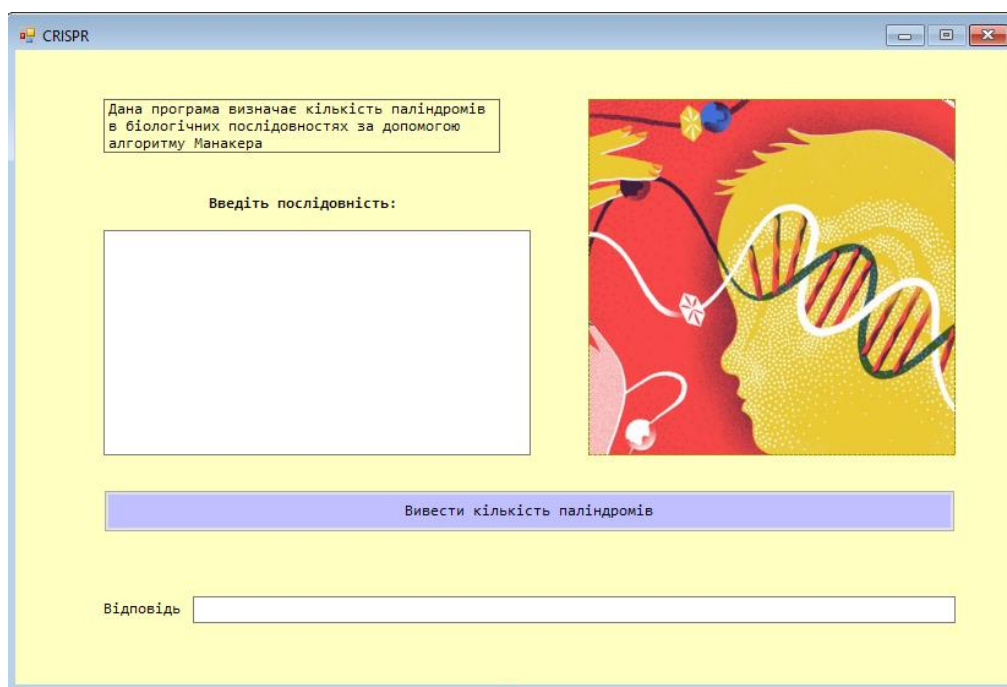 CRISPR
Дана програма визначає кількість паліндромів
в біологічних послідовностях за допомогою
алгоритму Манакера
Введіть послідовність:
Вивести кількість паліндромів
Відповідь